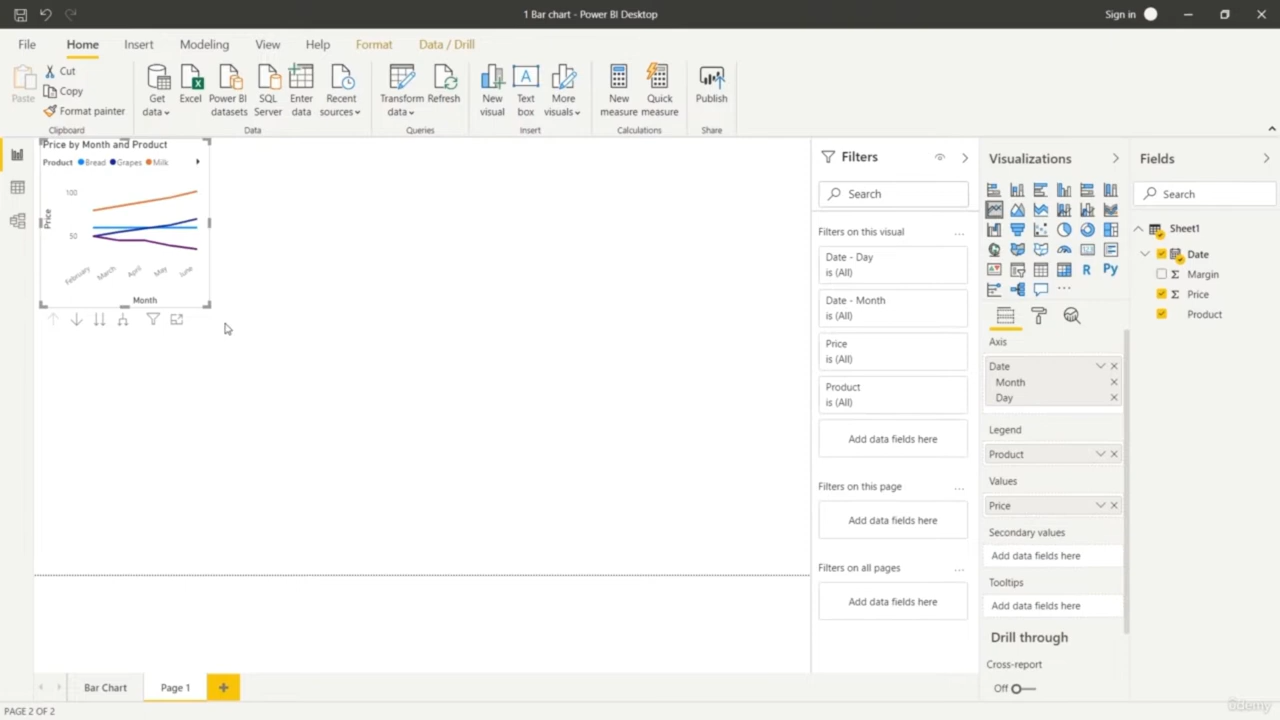 1 Bar chart - Power BI Desktop
Sign in
File
Home
Insert
Modeling
View
Help
Format
Data / Drill
Paste
Cut
Copy
Format painter
Clipboard
Get data
Excel
Power BI datasets
SQL Server
Enter data
Recent sources
Data
Transform data
Refresh
Queries
New visual
Text box
More visuals
Insert
New measure
Quick measure
Calculations
Publish
Share
Price by Month and Product
Product Bread Grapes Milk
100
50
Price
February
March
April
May
June
Month
Filters
Search
Filters on this visual
...
Date - Day
is (All)
Date - Month
is (All)
Price
is (All)
Product
is (All)
Add data fields here
Filters on this page
...
Add data fields here
Filters on all pages
...
Add data fields here
Visualizations
R
Py
...
Axis
Date
Month
Day
Legend
Product
Values
Price
Secondary values
Add data fields here
Tooltips
Add data fields here
Drill through
Cross-report
Off
Fields
Search
Sheet1
Date
Σ Margin
Σ Price
Product
Bar Chart
Page 1
+
PAGE 2 OF 2
ûdemy